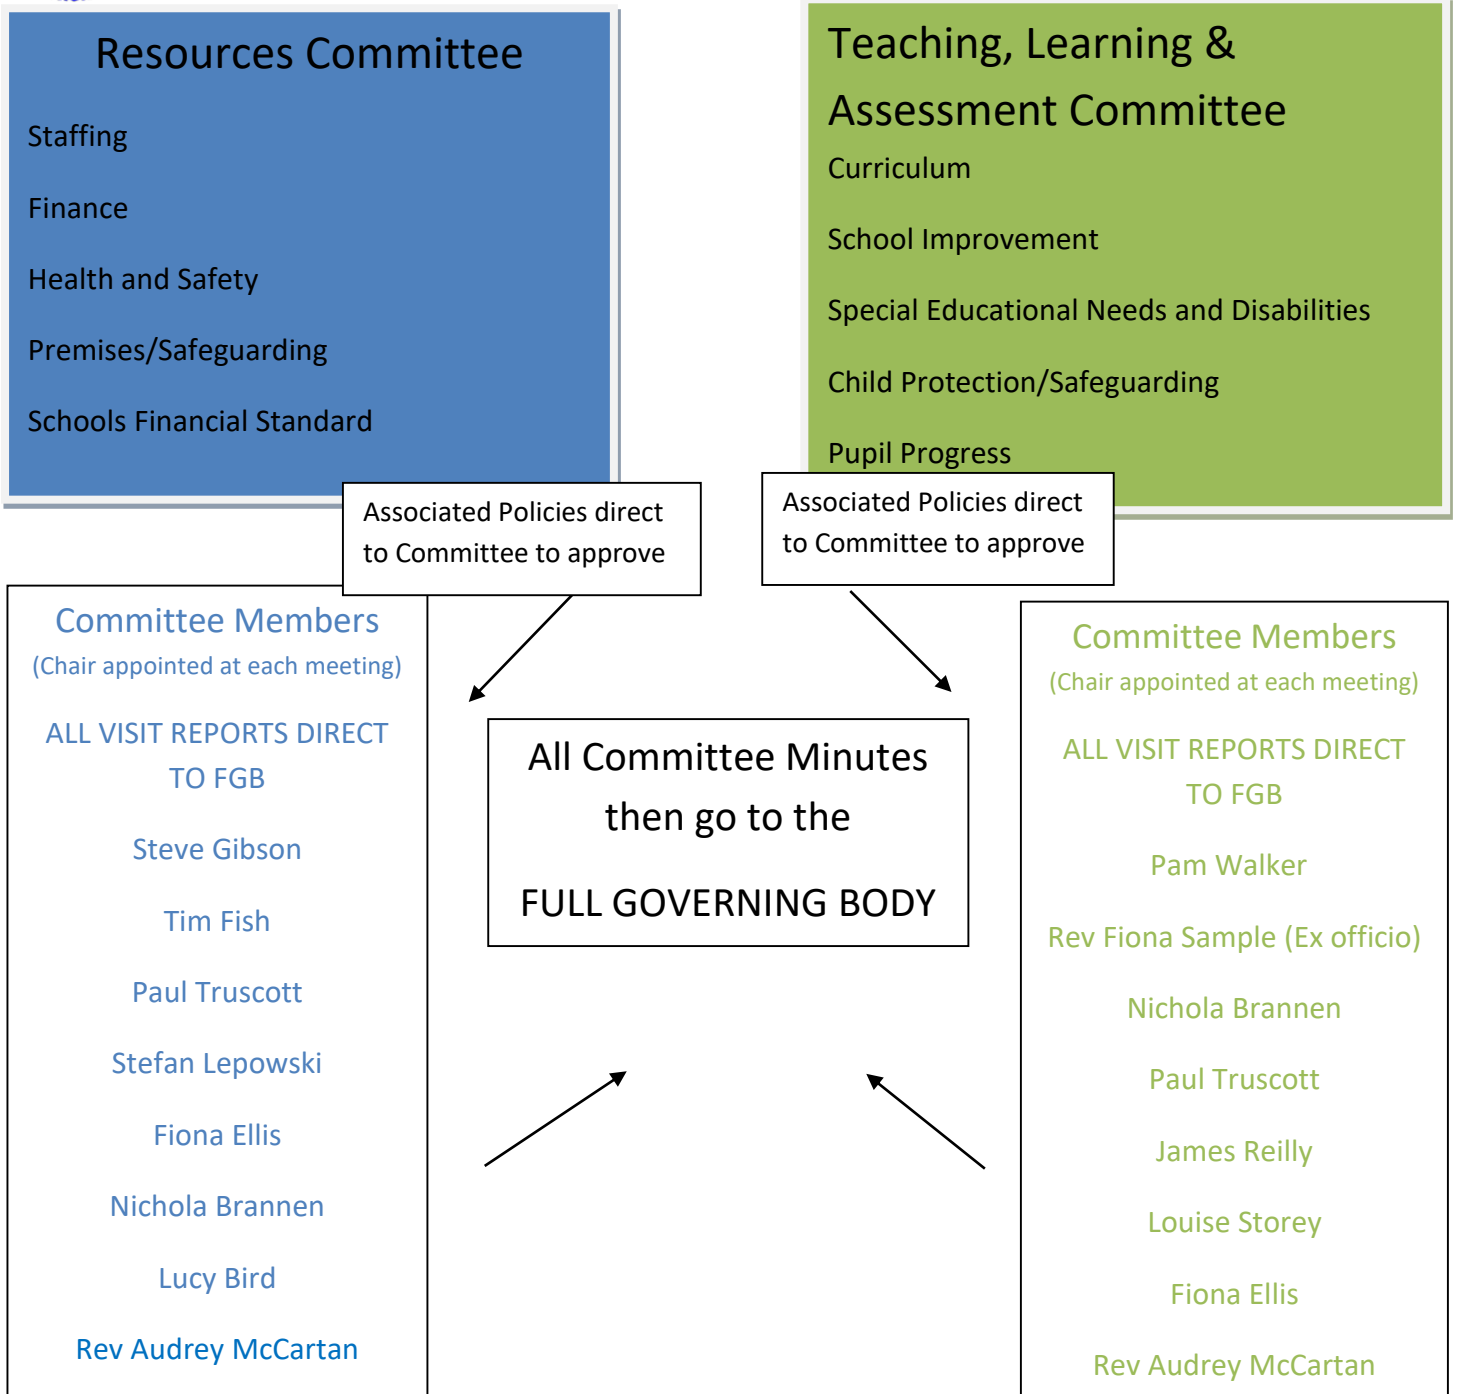 Resources Committee
Staffing
Finance
Health and Safety
Premises/Safeguarding
Schools Financial Standard
Teaching, Learning &
Assessment Committee
Curriculum
School Improvement
Special Educational Needs and Disabilities
Child Protection/Safeguarding
Pupil Progress
Associated Policies direct
to Committee to approve
Associated Policies direct
to Committee to approve
Committee Members
(Chair appointed at each meeting)
ALL VISIT REPORTS DIRECT
TO FGB
Steve Gibson
Tim Fish
Paul Truscott
Stefan Lepowski
Fiona Ellis
Nichola Brannen
Lucy Bird
Rev Audrey McCartan
All Committee Minutes
then go to the
FULL GOVERNING BODY
Committee Members
(Chair appointed at each meeting)
ALL VISIT REPORTS DIRECT
TO FGB
Pam Walker
Rev Fiona Sample (Ex officio)
Nichola Brannen
Paul Truscott
James Reilly
Louise Storey
Fiona Ellis
Rev Audrey McCartan